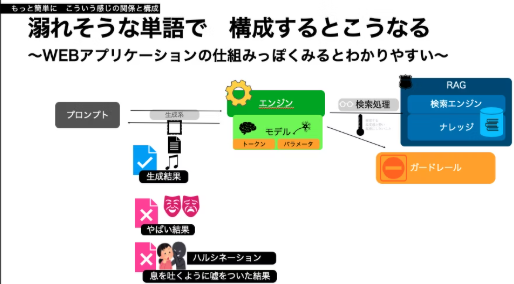 もっと簡単に　こういう感じの関係と構成
溺れそうな単語で　構成するとこうなる
〜WEBアプリケーションの仕組みっぽくみるとわかりやすい〜
プロンプト
生成系
エンジン
モデル
トークン
パラメータ
検索処理
RAG
検索エンジン
ナレッジ
ガードレール
生成結果
やばい結果
ハルシネーション
息を吐くように嘘をついた結果